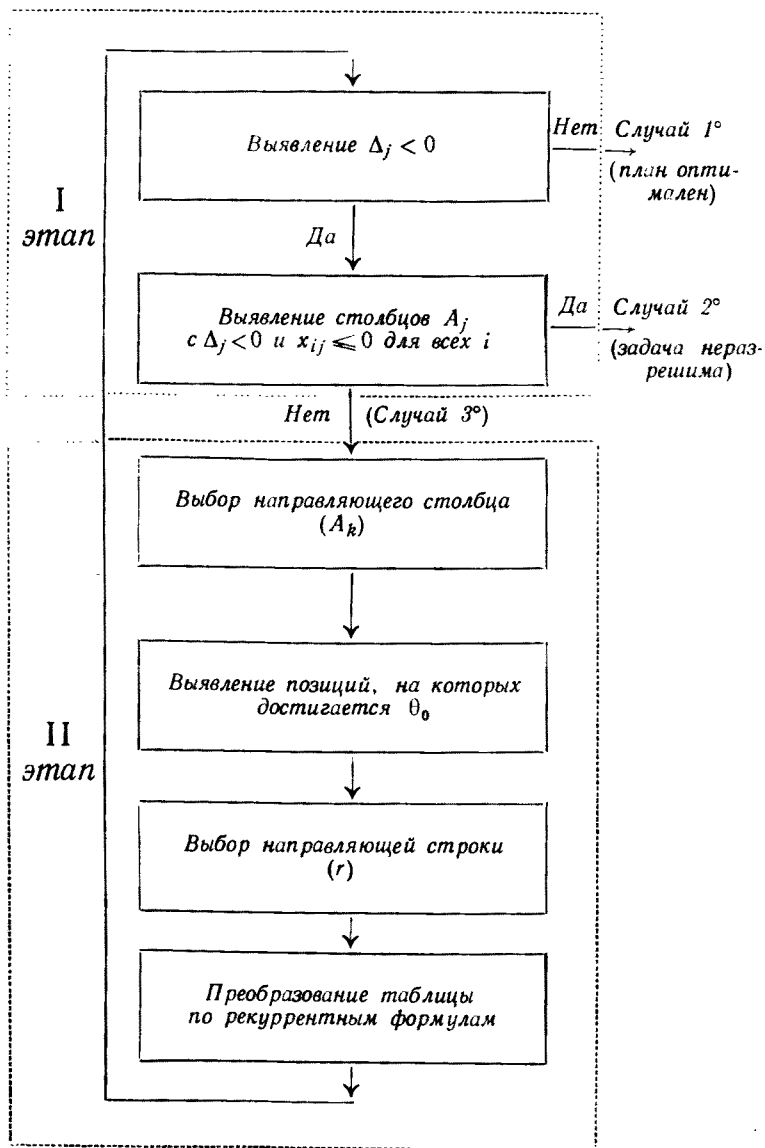 Выявление Δj < 0
Нет
Случай 1°
(план опти-
мален)
I
этап
Да
Выявление столбцов Aj
с Δj<0 и xij ⩽0 для всех i
Да
Случай 2°
(задача нераз-
решима)
Нет
(Случай 3°)
Выбор направляющего столбца
(Ak)
Выявление позиций, на которых
достигается θ0
II
этап
Выбор направляющей строки
(r)
Преобразование таблицы
по рекуррентным формулам